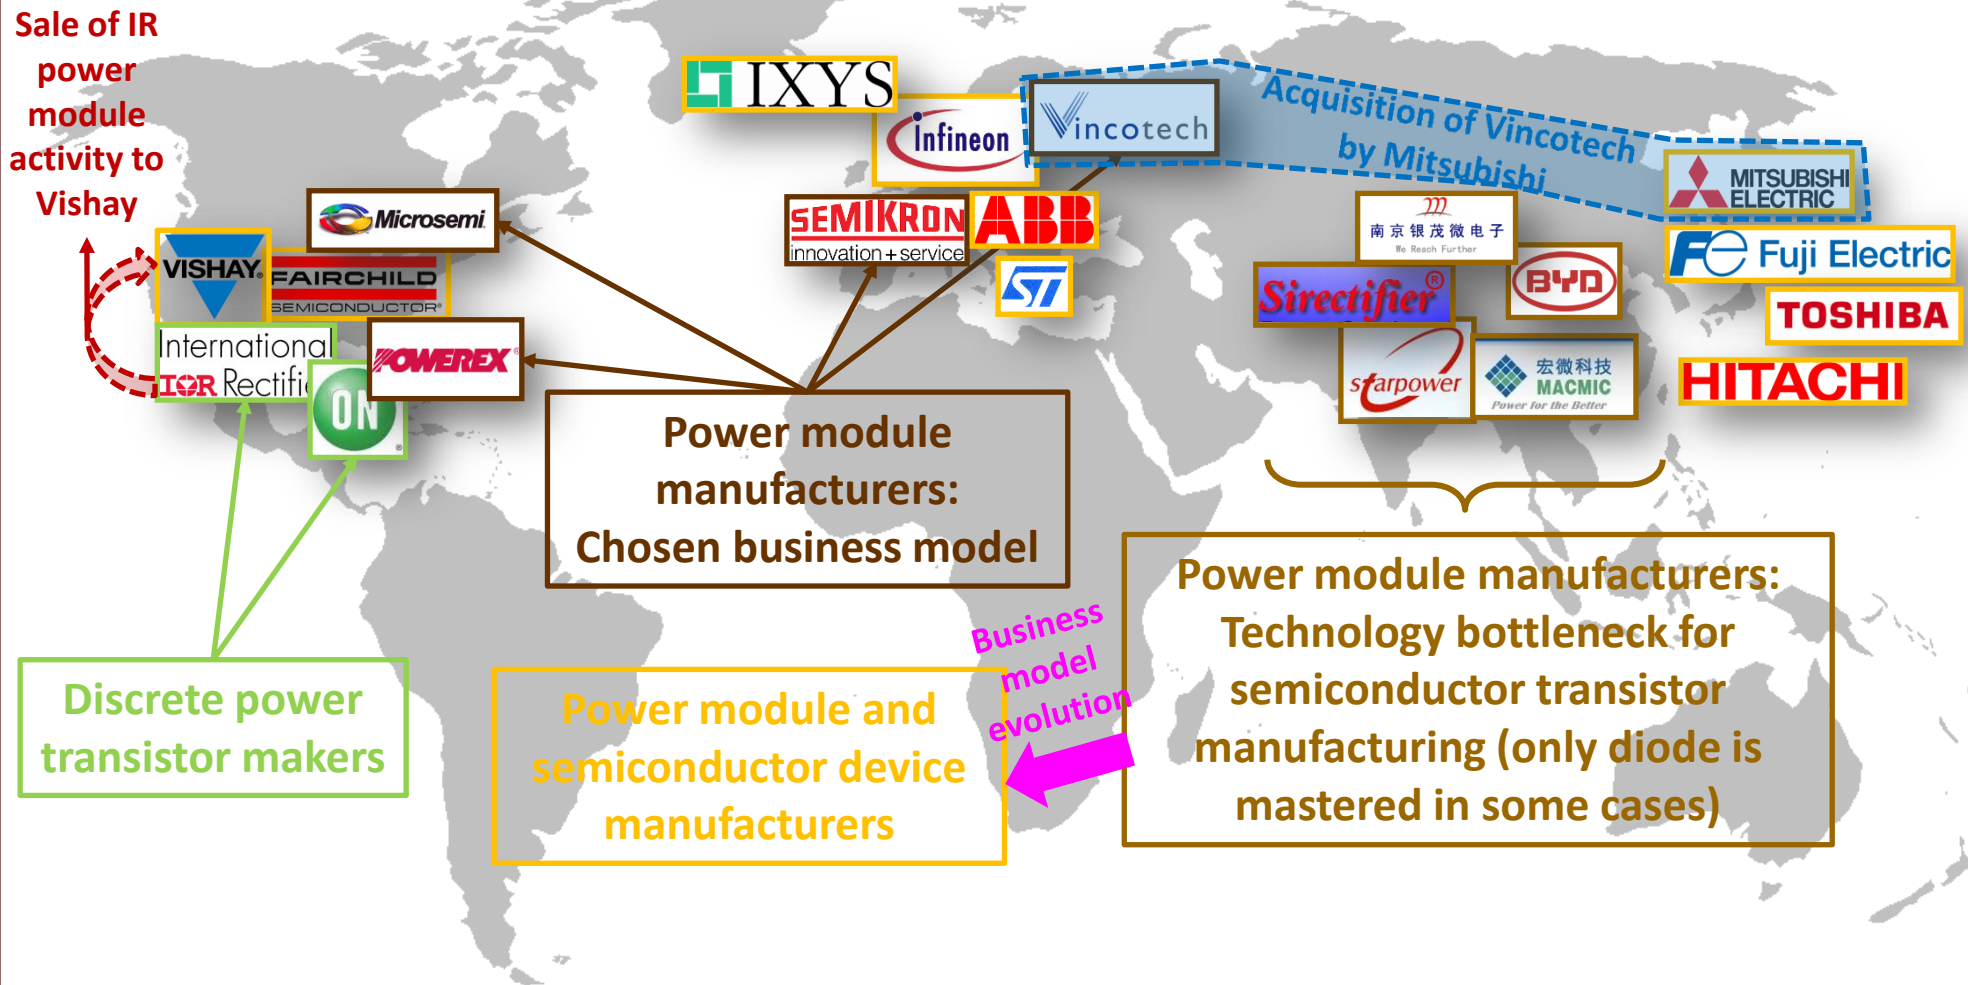 Sale of IR
power
module
activity to
Vishay
IXYS
infineon
Vincotech
Acquisition of Vincotech
by Mitsubishi
MITSUBISHI
ELECTRIC
Microsemi
SEMIKRON
innovation + service
ABB
ST
南京银茂微电子
We Reach Further
Fuji Electric
VISHAY
FAIRCHILD
SEMICONDUCTOR®
Sirectifier®
BYD
TOSHIBA
International
IOR Rectifi
ON
POWEREX
starpower
宏微科技
MACMIC
Power for the Better
HITACHI
Power module
manufacturers:
Chosen business model
Power module manufacturers:
Technology bottleneck for
semiconductor transistor
manufacturing (only diode is
mastered in some cases)
Business
model
evolution
Discrete power
transistor makers
Power module and
semiconductor device
manufacturers